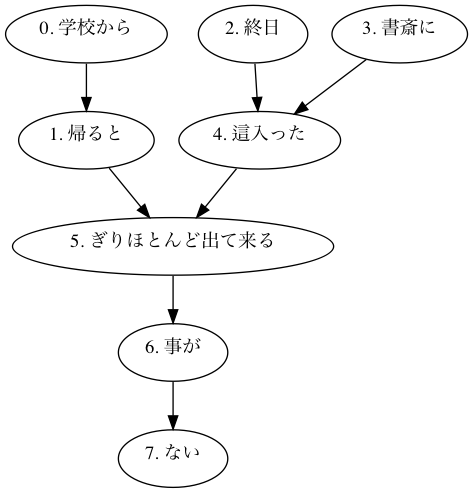 0. 学校から
2. 終日
3. 書斎に
1. 帰ると
4. 這入った
5. ぎりほとんど出て来る
6. 事が
7. ない